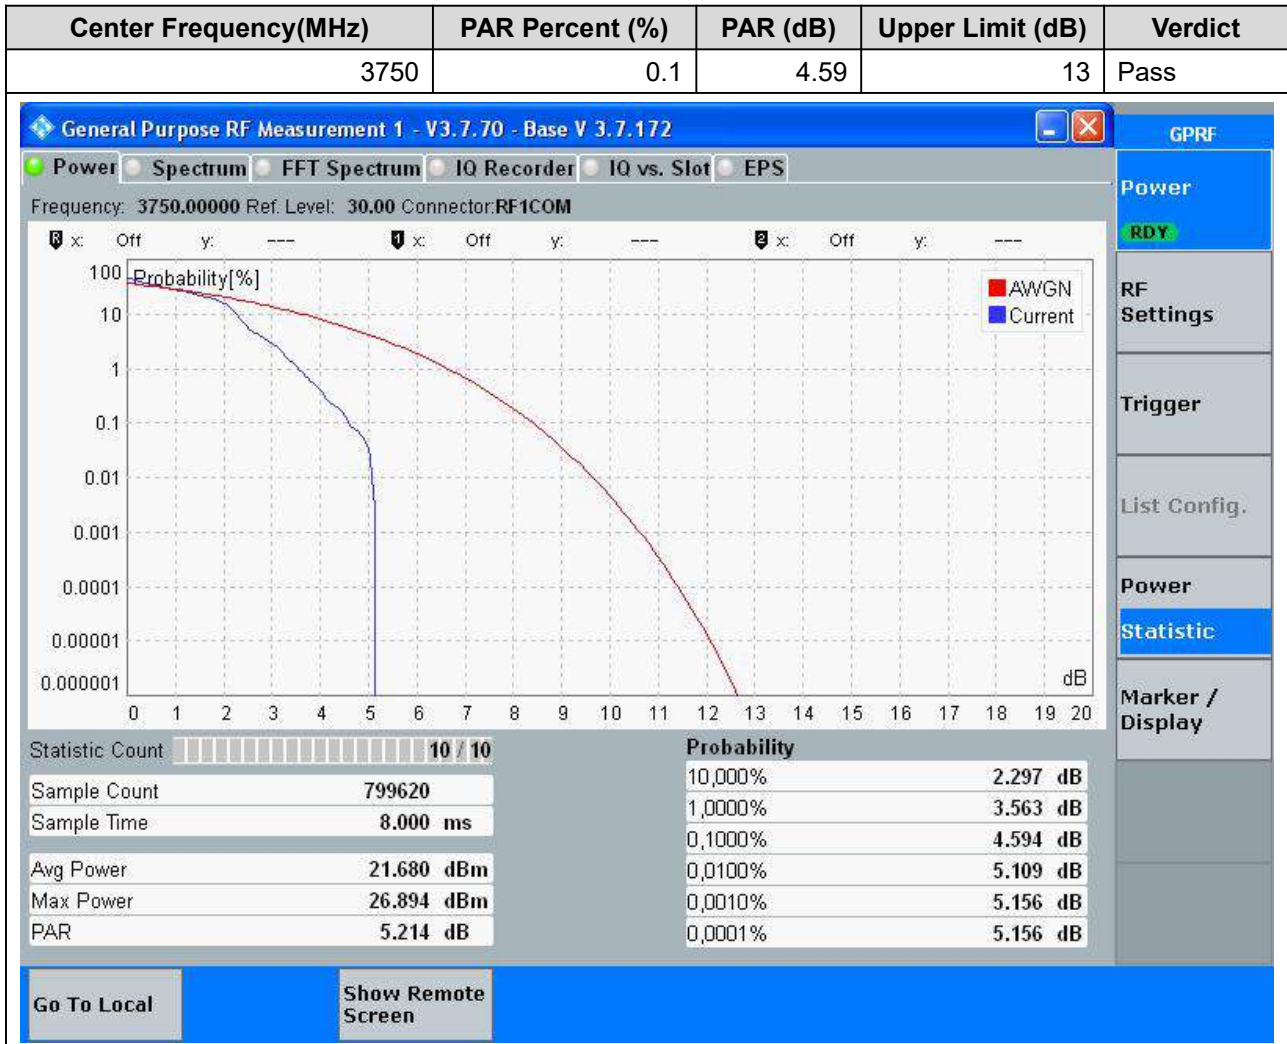 Center Frequency(MHz) PAR Percent (%) PAR (dB) Upper Limit (dB) Verdict
3750 0.1 4.59 13 Pass
General Purpose RF Measurement 1 - V3.7.70 - Base V 3.7.172
GPRF
Power Spectrum FFT Spectrum IQ Recorder IQ vs. Slot EPS
Power
RDY
Frequency: 3750.00000 Ref. Level: 30.00 Connector:RF1COM
R x: Off y: --- 1 x: Off y: --- 2 x: Off y: ---
Probability[%]
AWGN
Current
100
10
1
0.1
0.01
0.001
0.0001
0.00001
0.000001
dB
0 1 2 3 4 5 6 7 8 9 10 11 12 13 14 15 16 17 18 19 20
RF
Settings
Trigger
List Config.
Power
Statistic
Marker /
Display
Statistic Count 10 / 10
Sample Count 799620
Sample Time 8.000 ms
Avg Power 21.680 dBm
Max Power 26.894 dBm
PAR 5.214 dB
Probability
10,000% 2.297 dB
1,0000% 3.563 dB
0,1000% 4.594 dB
0,0100% 5.109 dB
0,0010% 5.156 dB
0,0001% 5.156 dB
Go To Local
Show Remote
Screen